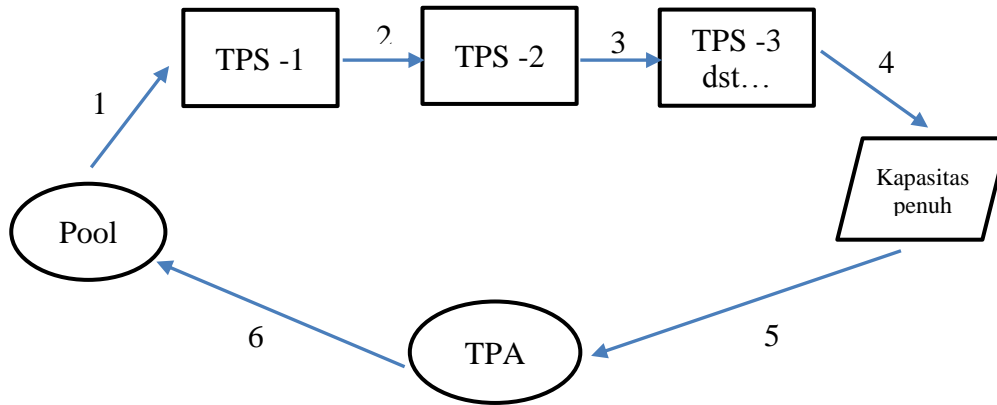 2
TPS -1
TPS -2
3
TPS -3
dst…
4
1
Kapasitas
penuh
Pool
6
5
TPA